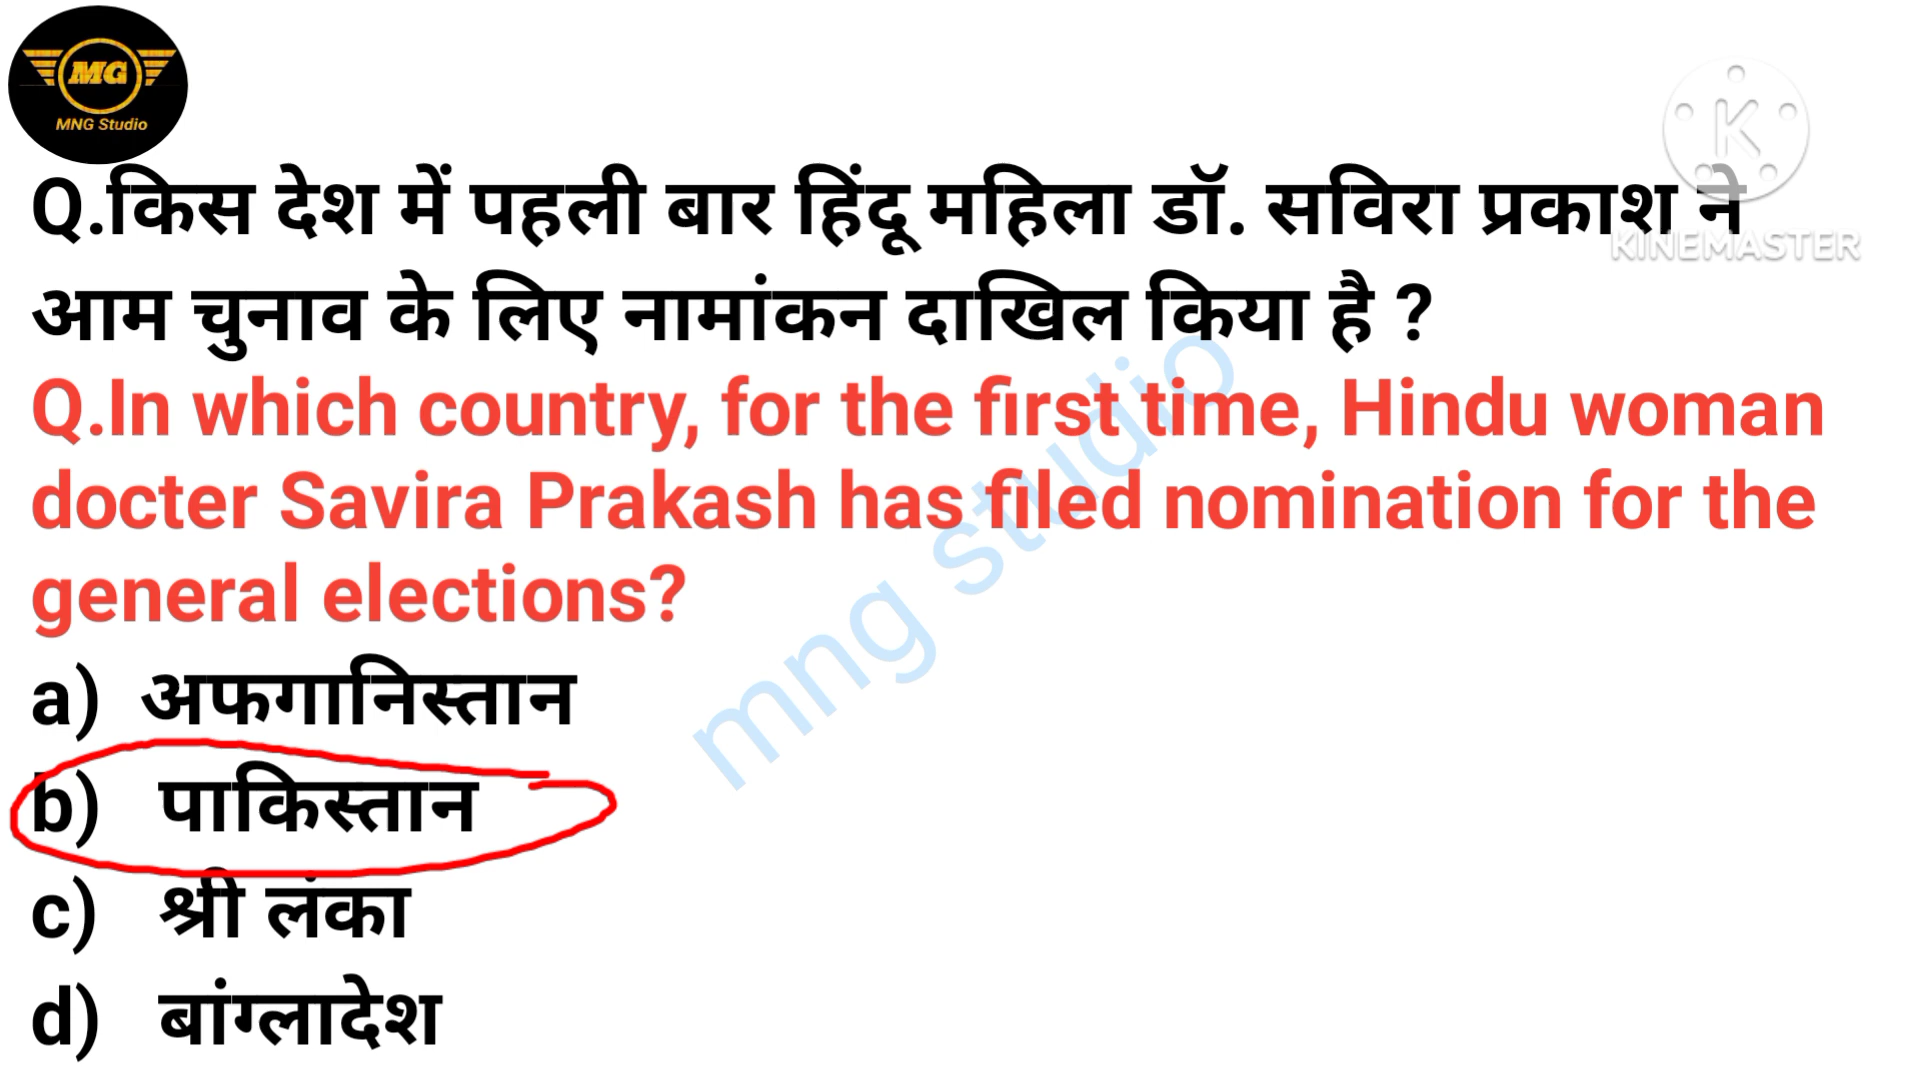 MG
MNG Studio
K
KINEMASTER
Q.किस देश में पहली बार हिंदू महिला डॉ. सविरा प्रकाश ने
आम चुनाव के लिए नामांकन दाखिल किया है ?
Q.In which country, for the first time, Hindu woman
docter Savira Prakash has filed nomination for the
general elections?
mng studio
a) अफगानिस्तान
b) पाकिस्तान
c) श्री लंका
d) बांग्लादेश